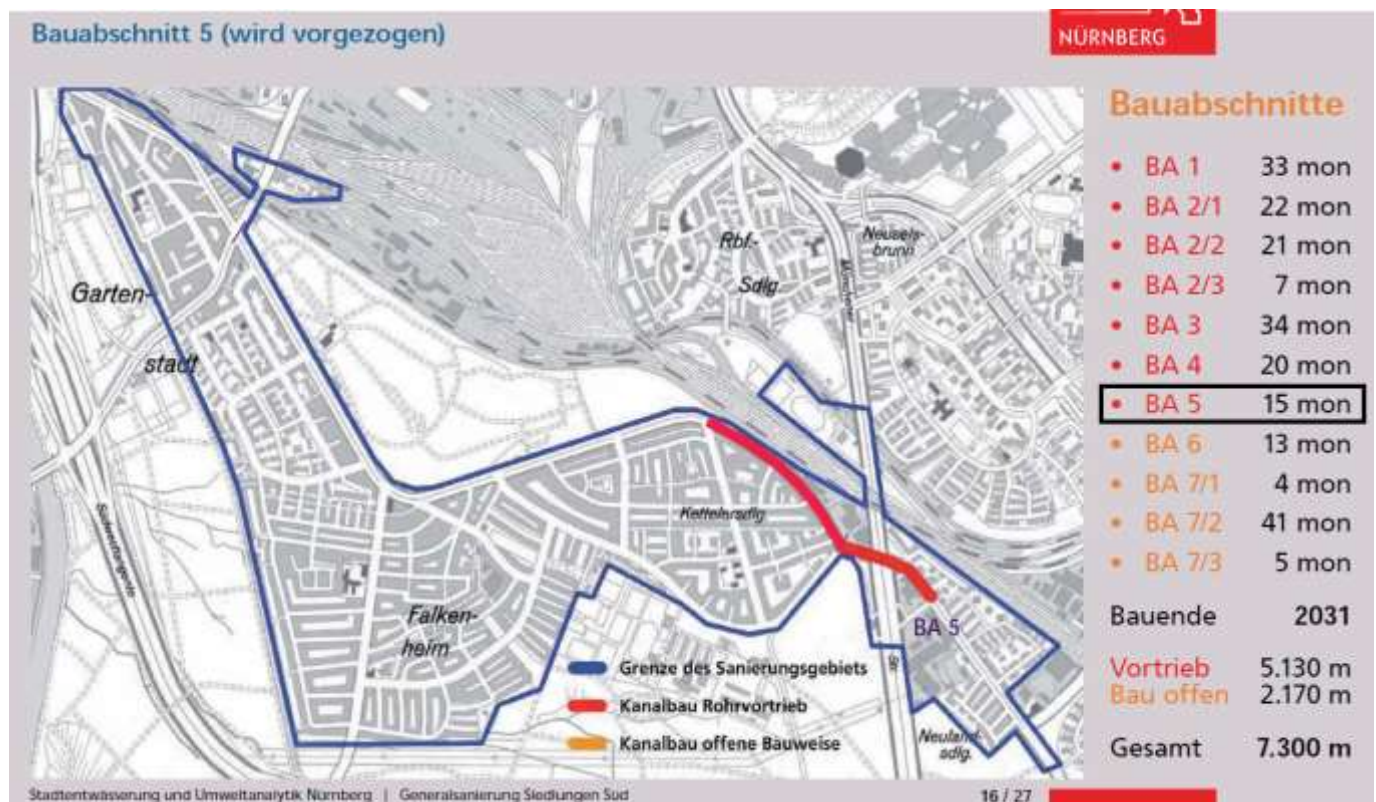 Bauabschnitt 5 (wird vorgezogen)
NÜRNBERG
Bauabschnitte
• BA 1 33 mon
• BA 2/1 22 mon
• BA 2/2 21 mon
• BA 2/3 7 mon
• BA 3 34 mon
• BA 4 20 mon
• BA 5 15 mon
• BA 6 13 mon
• BA 7/1 4 mon
• BA 7/2 41 mon
• BA 7/3 5 mon
Bauende 2031
Vortrieb 5.130 m
Bau offen 2.170 m
Gesamt 7.300 m
Garten-
stadt
Rbf.-
Sdlg.
Neusels-
brunn
Münchener
Kettelersdlg
Falken-
heim
BA 5
Str.
Neuland-
sdlg.
Grenze des Sanierungsgebiets
Kanalbau Rohrvortrieb
Kanalbau offene Bauweise
Stadtentwässerung und Umweltanalytik Nürnberg | Generalsanierung Siedlungen Süd
16 / 27